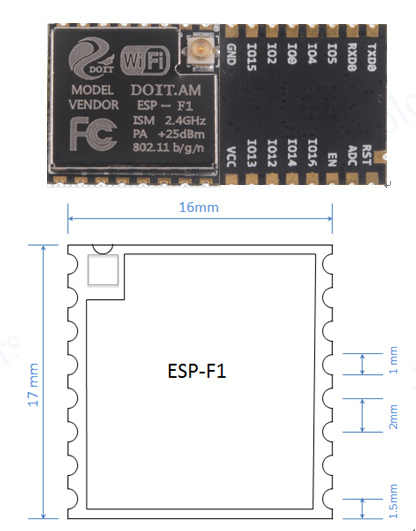 DOIT
WiFi
MODEL DOIT.AM
VENDOR ESP - F1
ISM 2.4GHz
PA +25dBm
802.11 b/g/n
FC
GND IO15 IO2 IO0 IO4 IO5 RXD0 TXD0
VCC IO13 IO12 IO14 IO16 EN ADC RST
16mm
17 mm
ESP-F1
1 mm
2mm
1.5mm